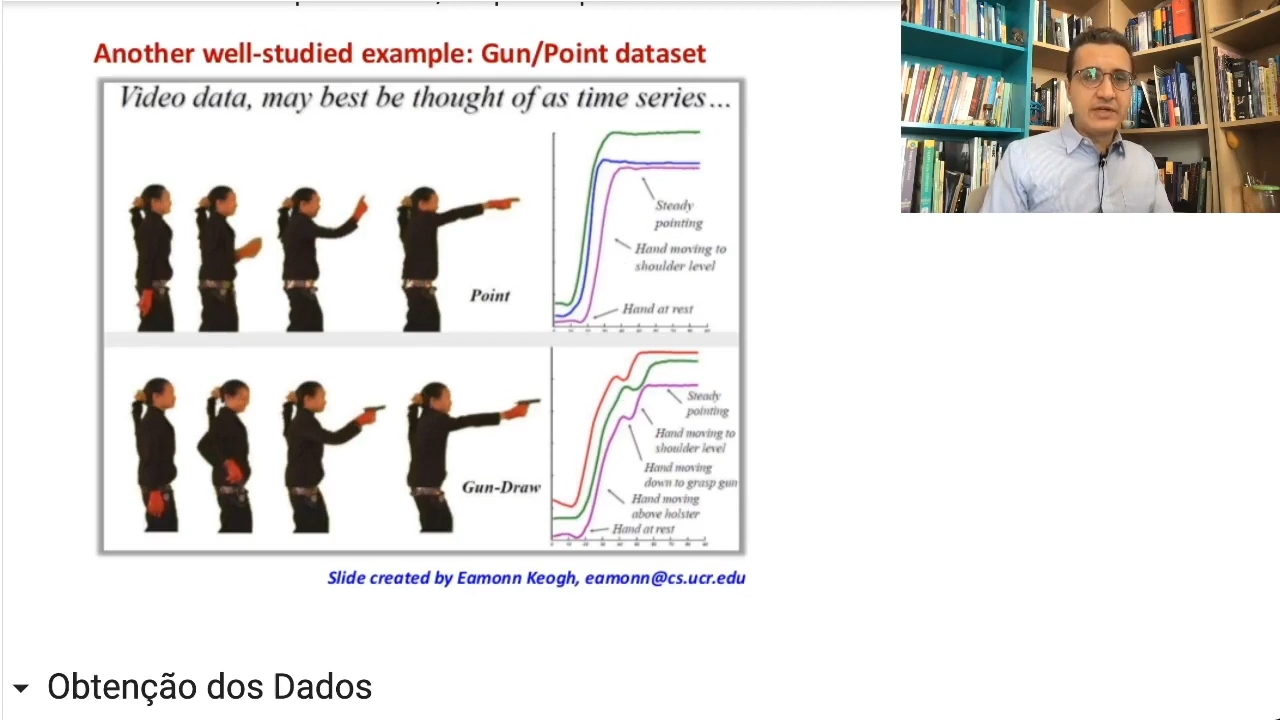 Another well-studied example: Gun/Point dataset
Video data, may best be thought of as time series…
Steady
pointing
Hand moving to
shoulder level
Hand at rest
Point
Steady
pointing
Hand moving to
shoulder level
Hand moving
down to grasp gun
Hand moving
above holster
Hand at rest
Gun-Draw
Slide created by Eamonn Keogh, eamonn@cs.ucr.edu
Obtenção dos Dados